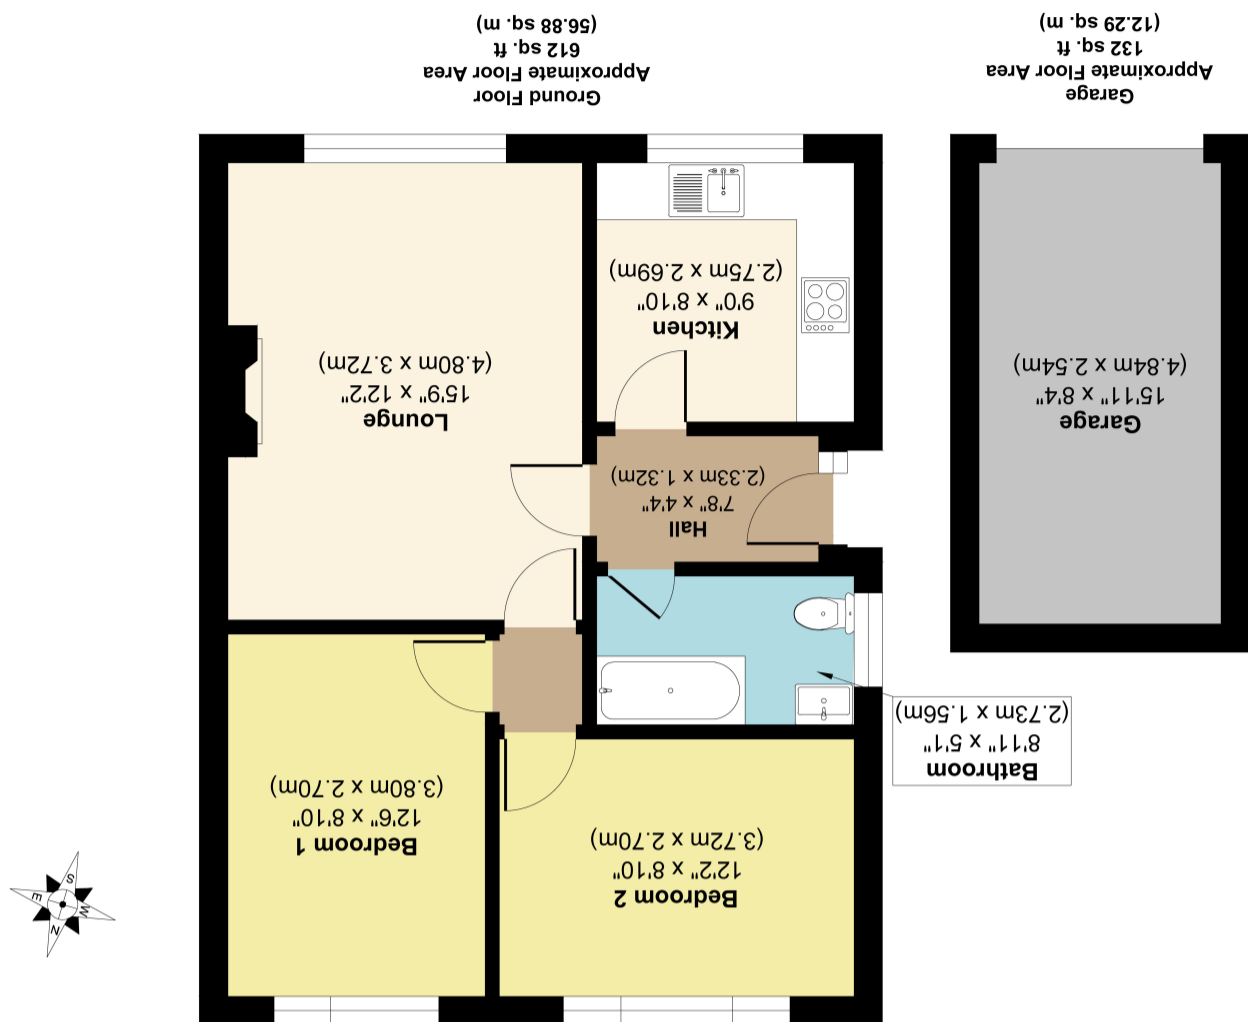 Bedroom 2
12'2" x 8'10"
(3.72m x 2.70m)
Bedroom 1
12'6" x 8'10"
(3.80m x 2.70m)
N
E
S
W
Bathroom
8'11" x 5'1"
(2.73m x 1.56m)
Hall
7'8" x 4'4"
(2.33m x 1.32m)
Garage
15'11" x 8'4"
(4.84m x 2.54m)
Lounge
15'9" x 12'2"
(4.80m x 3.72m)
Kitchen
9'0" x 8'10"
(2.75m x 2.69m)
Garage
Approximate Floor Area
132 sq. ft
(12.29 sq. m)
Ground Floor
Approximate Floor Area
612 sq. ft
(56.88 sq. m)